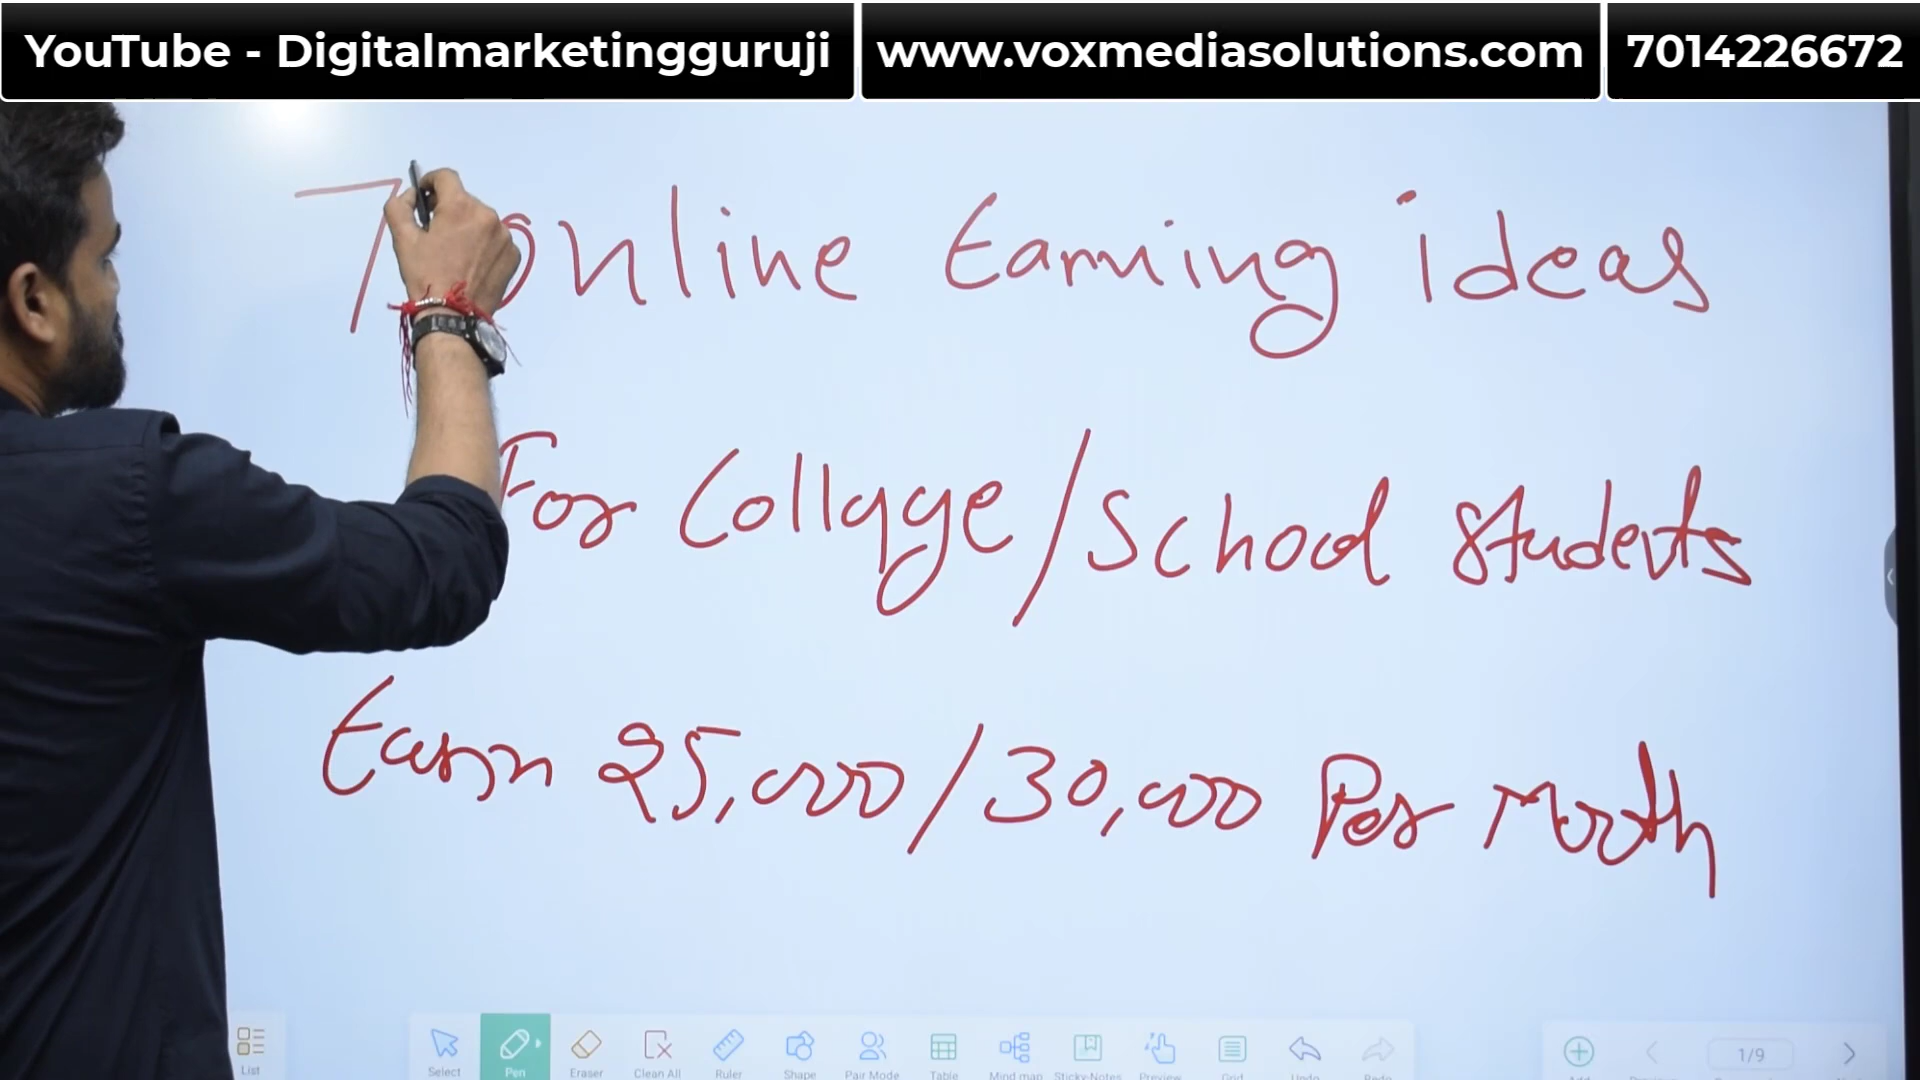 YouTube - Digitalmarketingguruji www.voxmediasolutions.com 7014226672
7 Online Earning ideas
For Collqge/School Students
Earn 25,000/30,000 Per Month
List Select Pen Eraser Clean All Ruler Shape Pair Mode Table Mind map Sticky-Notes Preview Grid Undo Redo Add 1/9